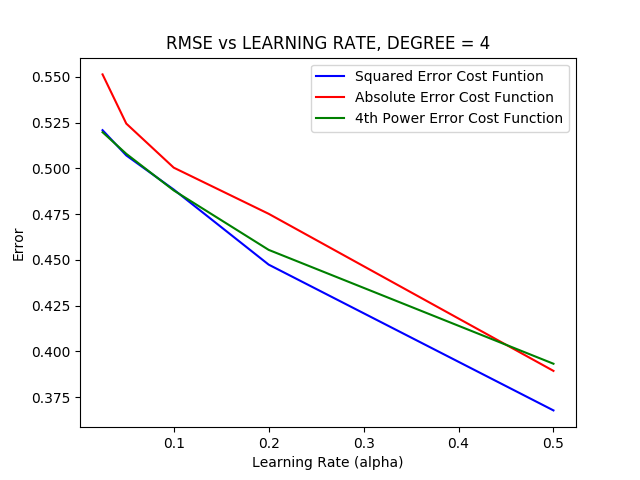 RMSE vs LEARNING RATE, DEGREE = 4
Squared Error Cost Funtion
Absolute Error Cost Function
4th Power Error Cost Function
Error
0.550
0.525
0.500
0.475
0.450
0.425
0.400
0.375
0.1 0.2 0.3 0.4 0.5
Learning Rate (alpha)